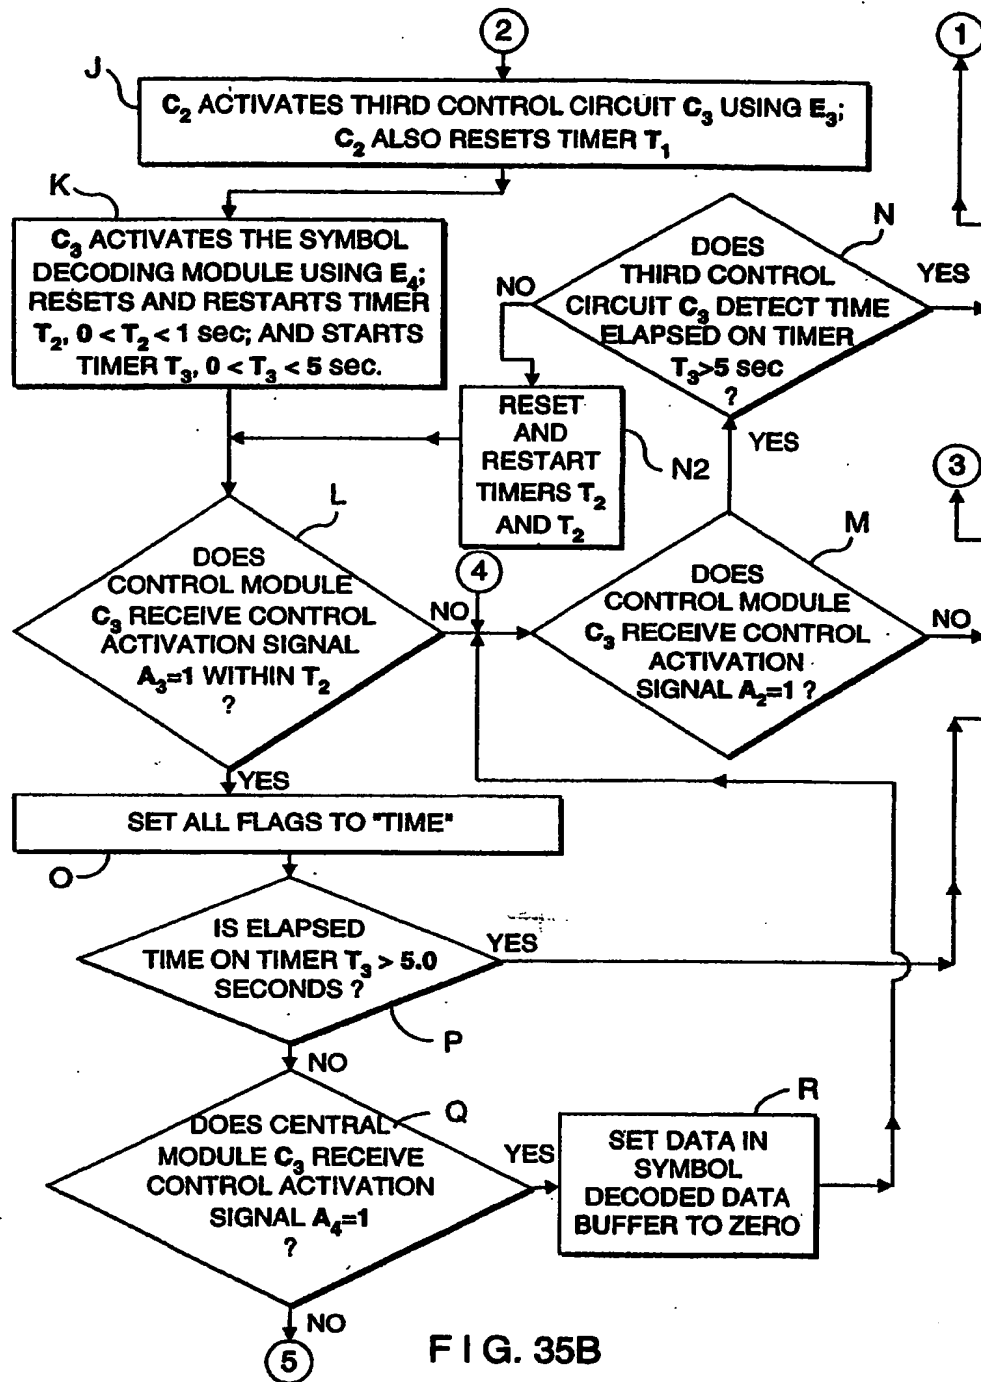 2
1
J
C₂ ACTIVATES THIRD CONTROL CIRCUIT C₃ USING E₃;
C₂ ALSO RESETS TIMER T₁
K
C₃ ACTIVATES THE SYMBOL
DECODING MODULE USING E₄;
RESETS AND RESTARTS TIMER
T₂, 0 < T₂ < 1 sec; AND STARTS
TIMER T₃, 0 < T₃ < 5 sec.
N
DOES
THIRD CONTROL
CIRCUIT C₃ DETECT TIME
ELAPSED ON TIMER
T₃>5 sec
?
NO
YES
RESET
AND
RESTART
TIMERS T₂
AND T₂
N2
YES
3
L
DOES
CONTROL MODULE
C₃ RECEIVE CONTROL
ACTIVATION SIGNAL
A₃=1 WITHIN T₂
?
NO
4
M
DOES
CONTROL MODULE
C₃ RECEIVE CONTROL
ACTIVATION
SIGNAL A₂=1 ?
NO
YES
SET ALL FLAGS TO "TIME"
O
IS ELAPSED
TIME ON TIMER T₃ > 5.0
SECONDS ?
YES
P
NO
Q
DOES CENTRAL
MODULE C₃ RECEIVE
CONTROL ACTIVATION
SIGNAL A₄=1
?
YES
R
SET DATA IN
SYMBOL
DECODED DATA
BUFFER TO ZERO
NO
5
FIG. 35B